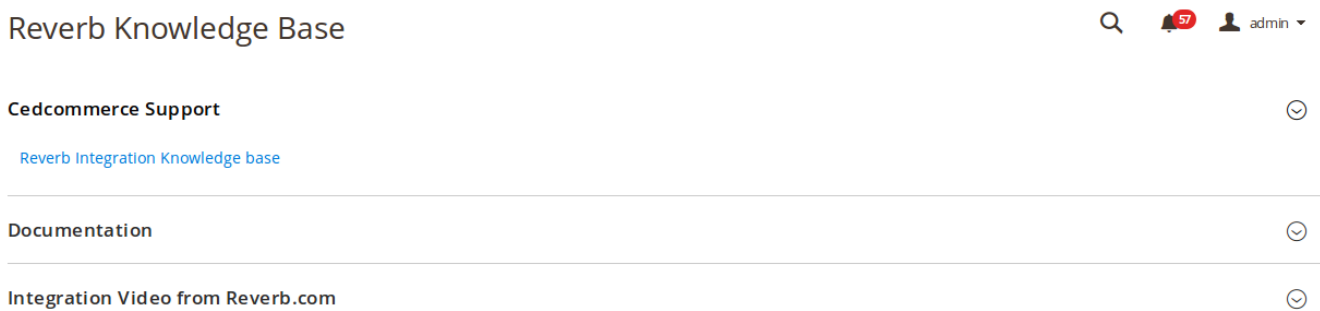 Reverb Knowledge Base
57
admin
Cedcommerce Support
Reverb Integration Knowledge base
Documentation
Integration Video from Reverb.com